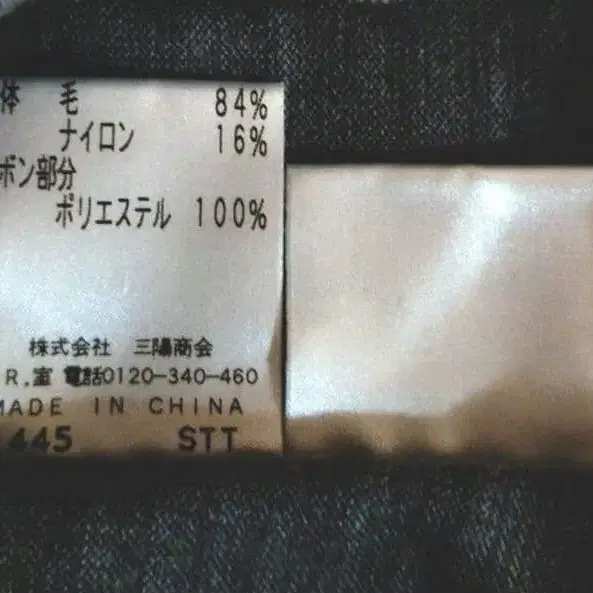 体 毛 84%
ナイロン 16%
ボン部分
ポリエステル 100%
株式会社 三陽商会
R.室 電話0120-340-460
MADE IN CHINA
445 STT